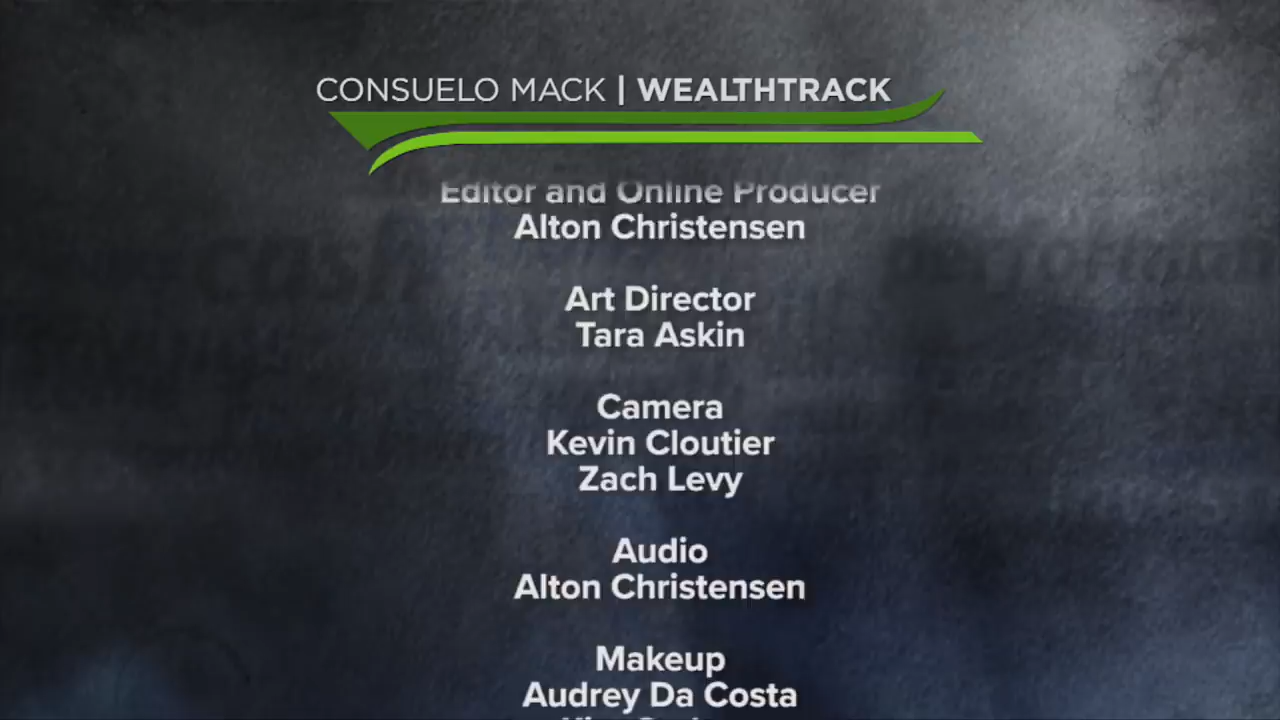 CONSUELO MACK | WEALTHTRACK
Editor and Online Producer
Alton Christensen
Art Director
Tara Askin
Camera
Kevin Cloutier
Zach Levy
Audio
Alton Christensen
Makeup
Audrey Da Costa